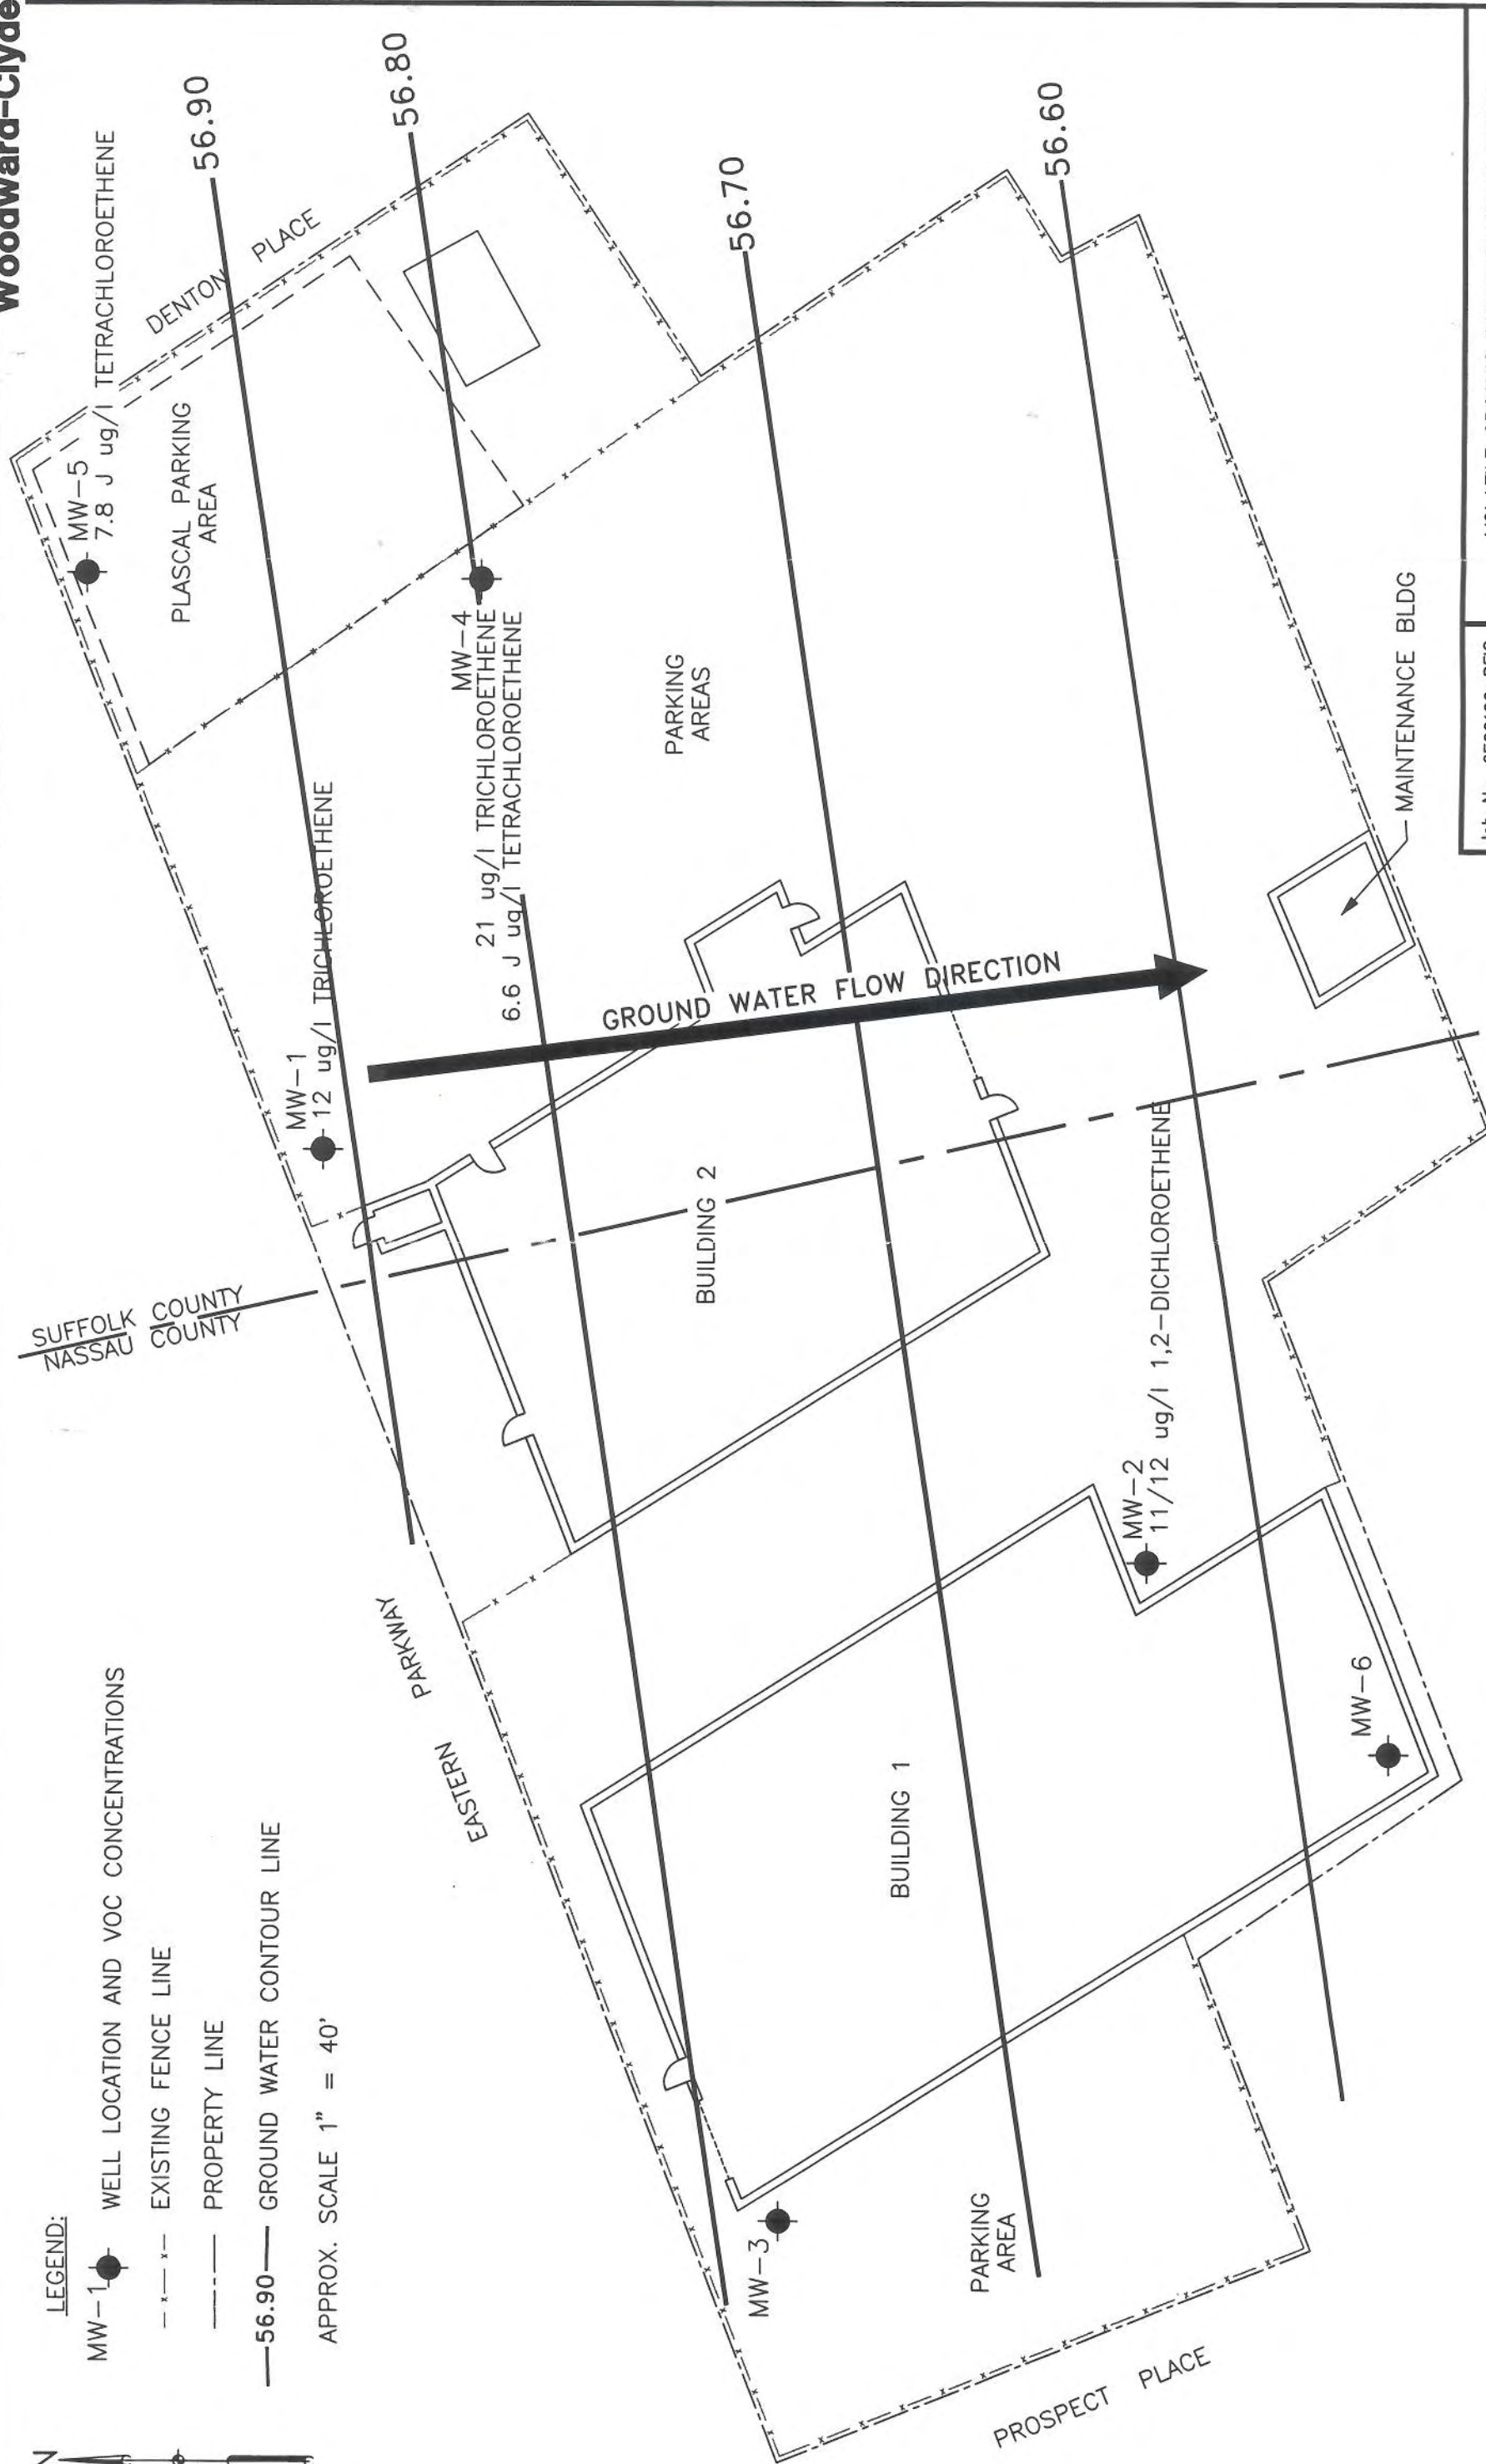 Woodward-Clyde
N
LEGEND:
MW-1 WELL LOCATION AND VOC CONCENTRATIONS
EXISTING FENCE LINE
PROPERTY LINE
56.90 GROUND WATER CONTOUR LINE
APPROX. SCALE 1" = 40'
SUFFOLK COUNTY
NASSAU COUNTY
EASTERN PARKWAY
DENTON PLACE
PROSPECT PLACE
MW-5
7.8 J ug/l TETRACHLOROETHENE
PLASCAL PARKING
AREA
56.90
56.80
56.70
56.60
MW-1
12 ug/l TRICHLOROETHENE
MW-4
21 ug/l TRICHLOROETHENE
6.6 J ug/l TETRACHLOROETHENE
PARKING
AREAS
GROUND WATER FLOW DIRECTION
BUILDING 2
MW-2
11/12 ug/l 1,2-DICHLOROETHENE
BUILDING 1
MW-3
MW-6
PARKING
AREA
MAINTENANCE BLDG